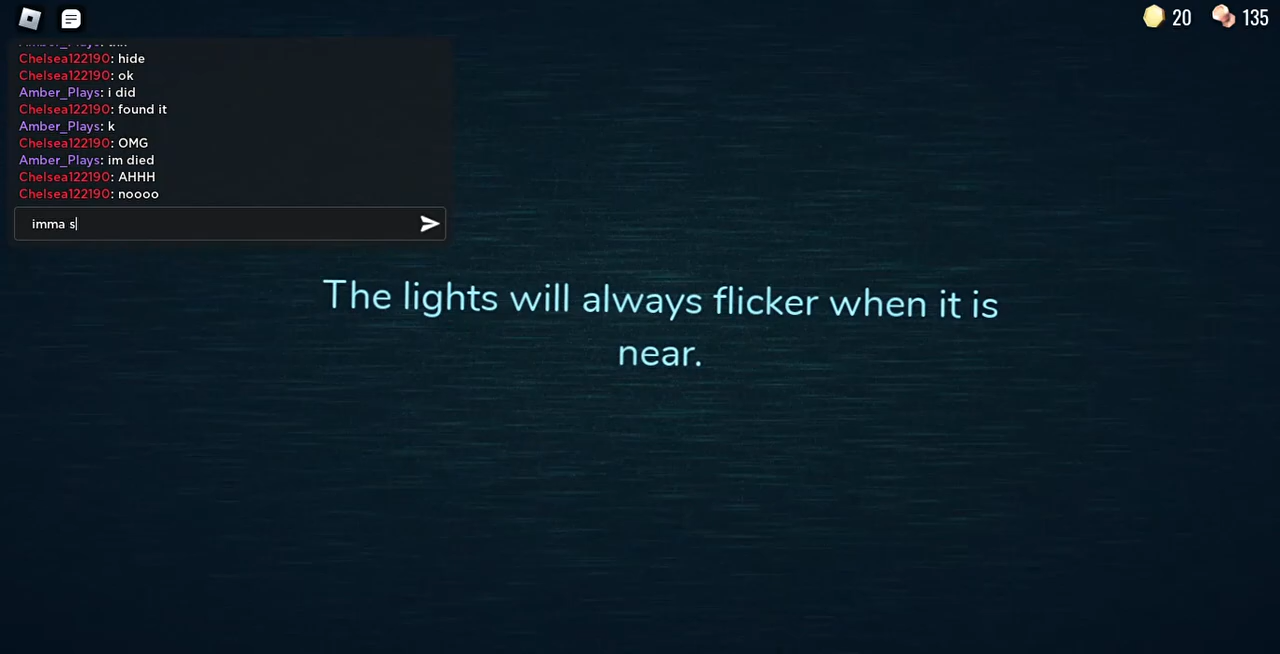 20 135
Chelsea122190: hide
Chelsea122190: ok
Amber_Plays: i did
Chelsea122190: found it
Amber_Plays: k
Chelsea122190: OMG
Amber_Plays: im died
Chelsea122190: AHHH
Chelsea122190: noooo
imma s
The lights will always flicker when it is
near.